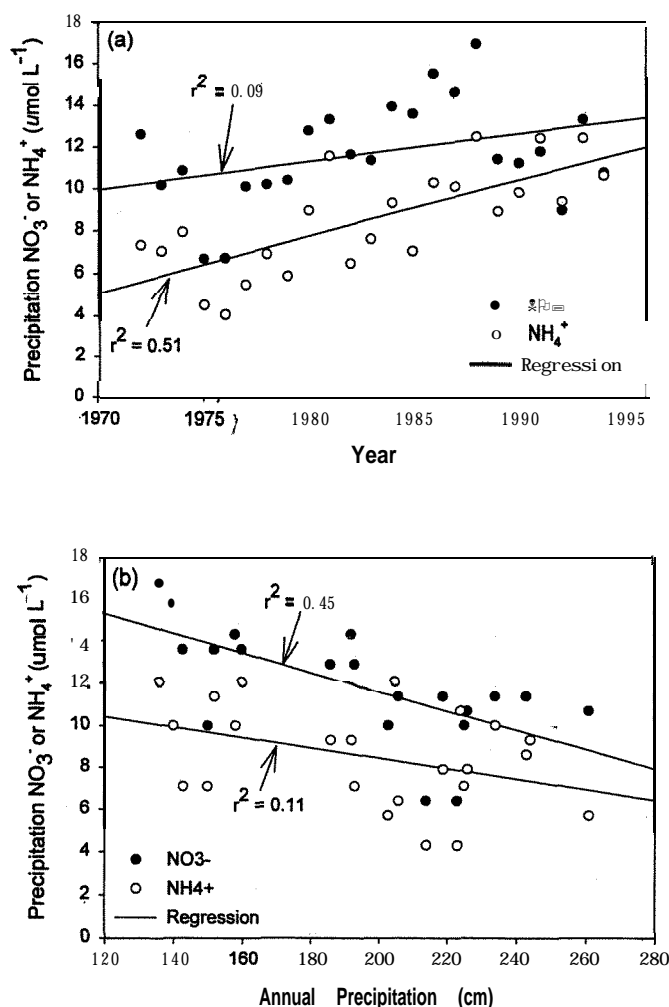 (a)
Precipitation NO3- or NH4+ (umol L-1)
18
16
14
12
10
8
6
4
2
0
r2 = 0.09
r2 = 0.51
NH4+
Regression
1970
1975
1980
1985
1990
1995
Year
(b)
Precipitation NO3- or NH4+ (umol L-1)
18
16
'4
12
10
8
6
4
2
0
r2 = 0.45
r2 = 0.11
NO3-
NH4+
Regression
120
140
160
180
200
220
240
260
280
Annual Precipitation (cm)